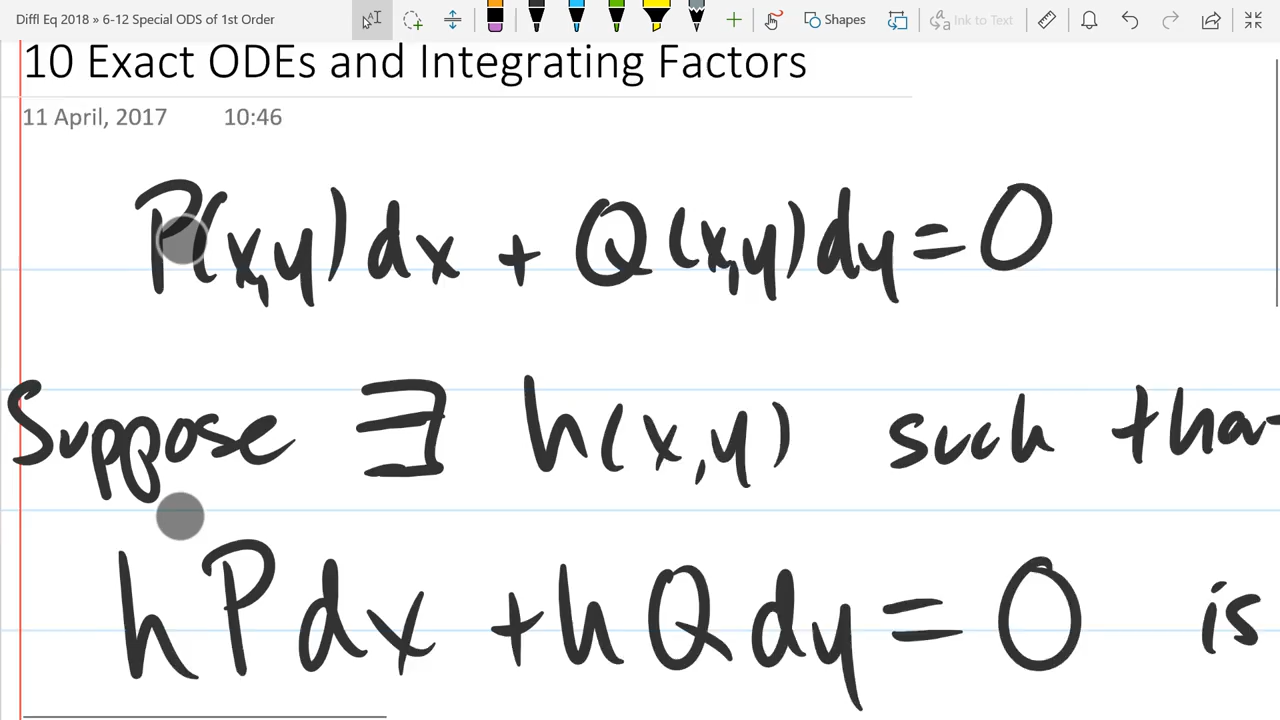 Diffl Eq 2018 » 6-12 Special ODS of 1st Order
Shapes
Ink to Text
10 Exact ODEs and Integrating Factors
11 April, 2017 10:46
P(x,y)dx + Q(x,y)dy = 0
Suppose ∃ h(x,y) such that
hPdx + hQdy = 0 is